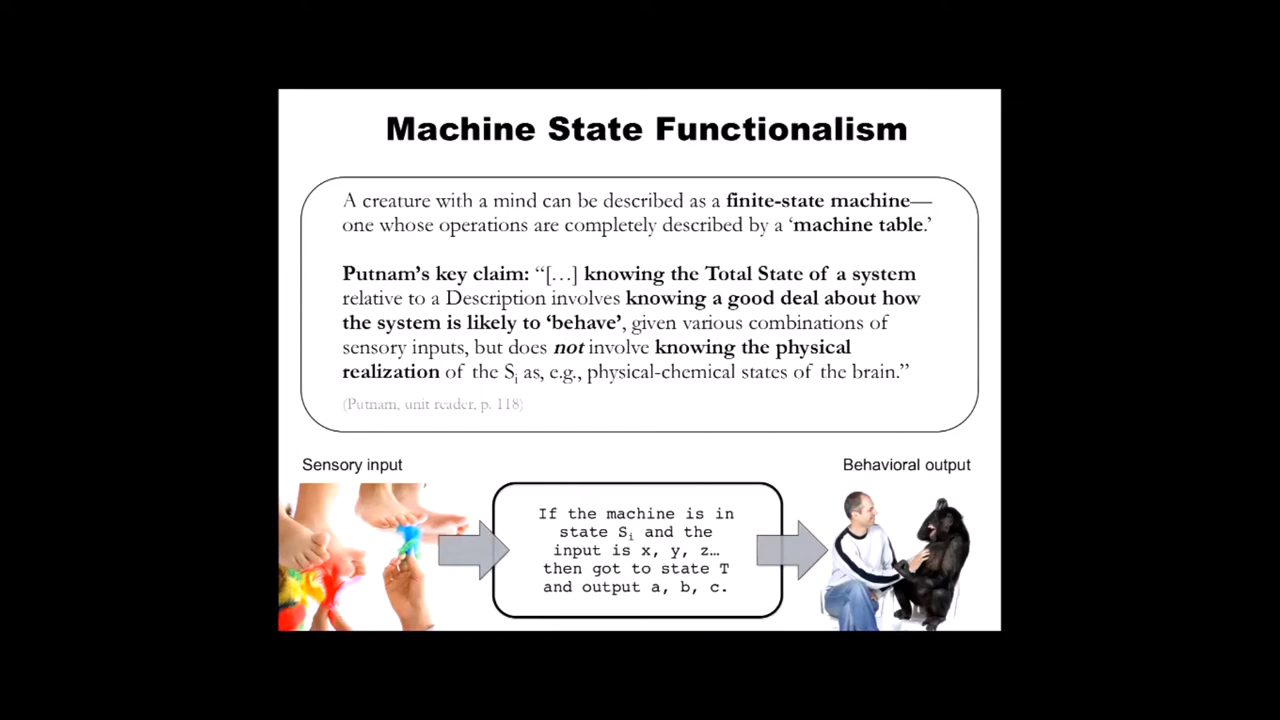 Machine State Functionalism
A creature with a mind can be described as a finite-state machine—
one whose operations are completely described by a ‘machine table.’
Putnam’s key claim: “[…] knowing the Total State of a system
relative to a Description involves knowing a good deal about how
the system is likely to ‘behave’, given various combinations of
sensory inputs, but does not involve knowing the physical
realization of the Si as, e.g., physical-chemical states of the brain.”
(Putnam, unit reader, p. 118)
Sensory input
Behavioral output
If the machine is in
state Si and the
input is x, y, z…
then got to state T
and output a, b, c.